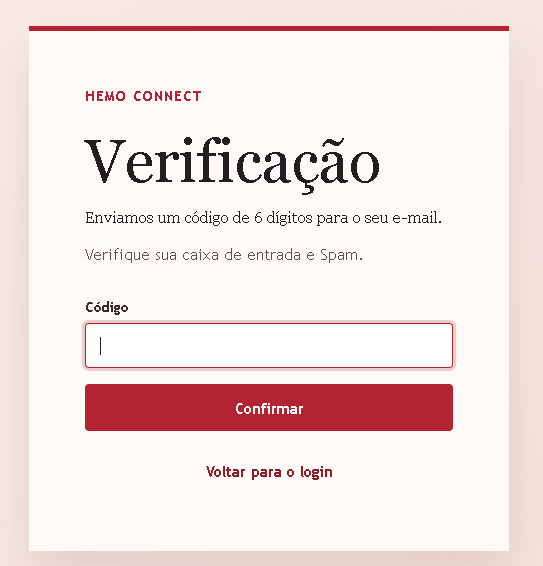 HEMO CONNECT
Verificação
Enviamos um código de 6 dígitos para o seu e-mail.
Verifique sua caixa de entrada e Spam.
Código
Confirmar
Voltar para o login